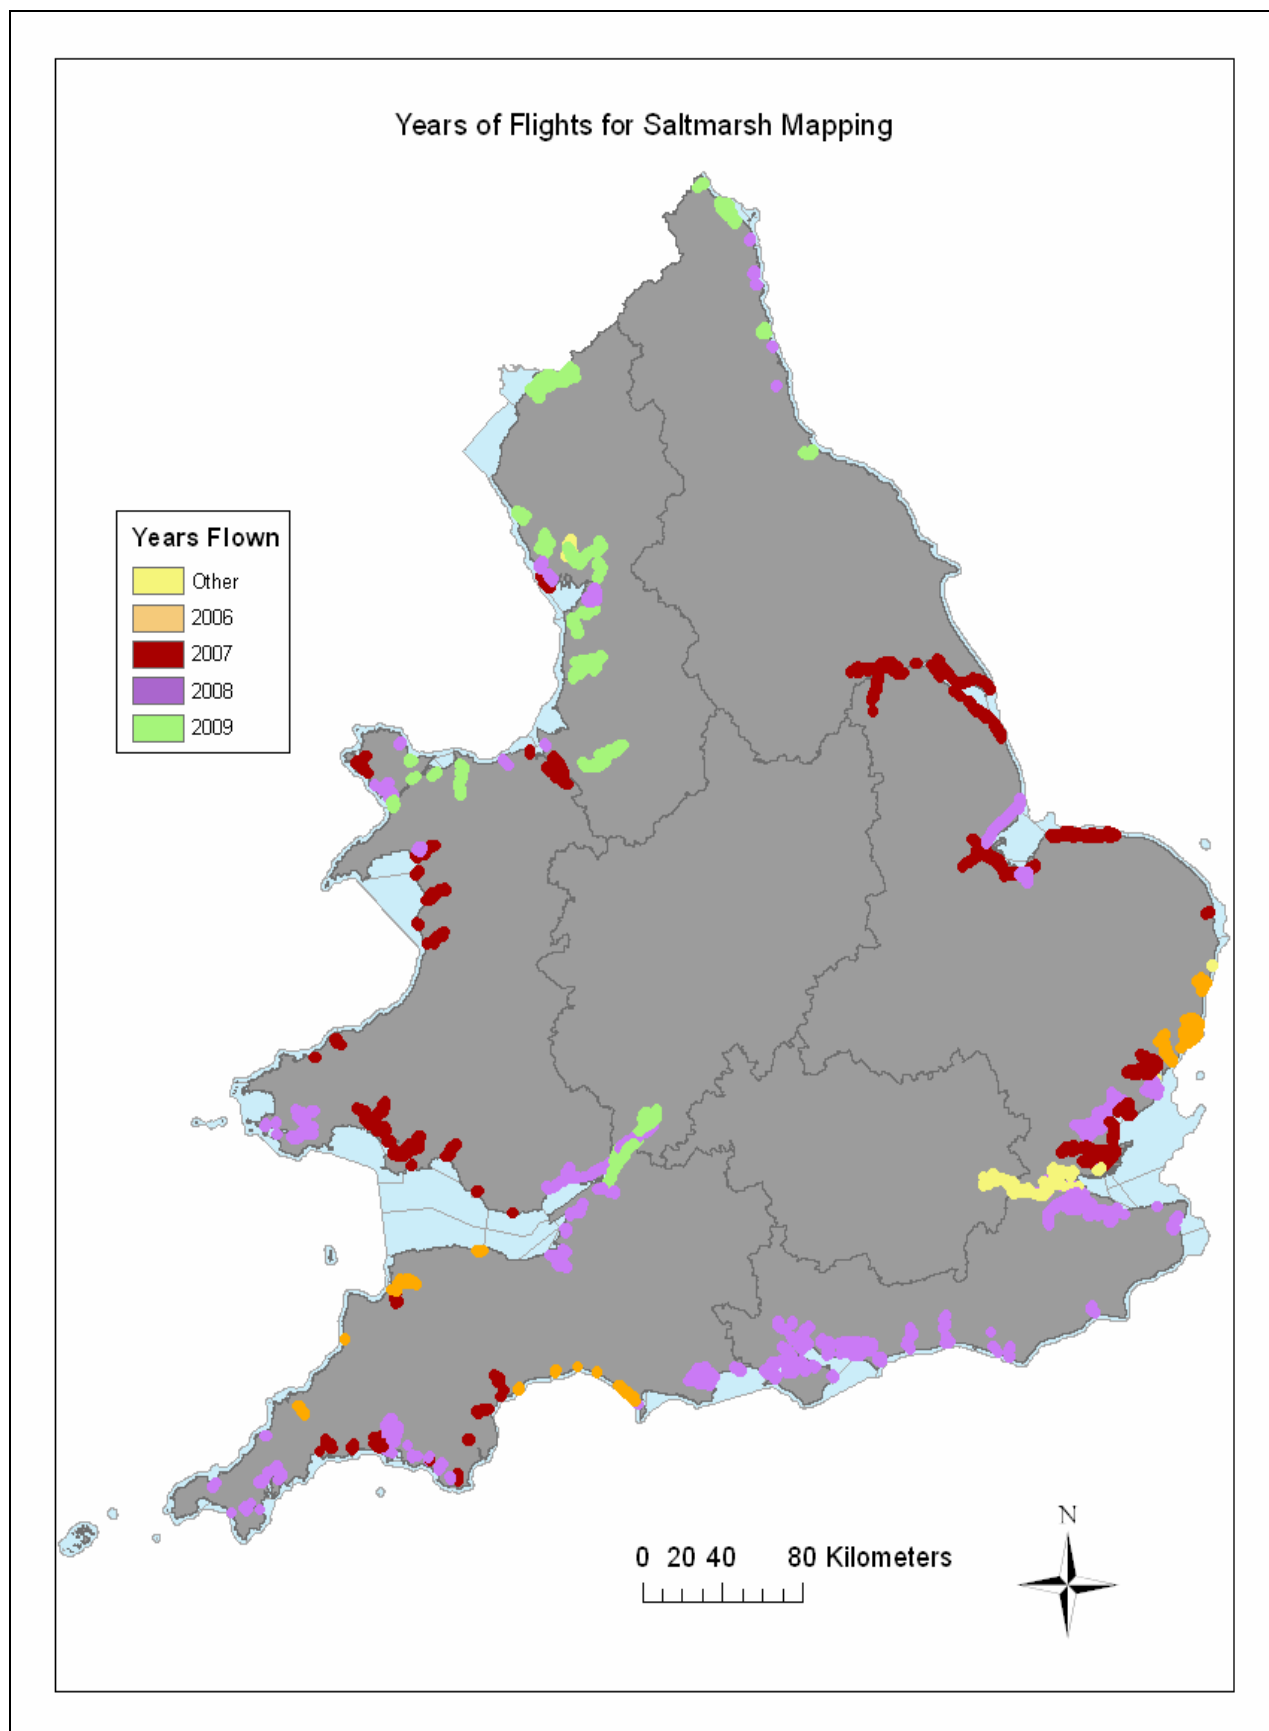 Years of Flights for Saltmarsh Mapping
Years Flown
Other
2006
2007
2008
2009
N
0 20 40 80 Kilometers